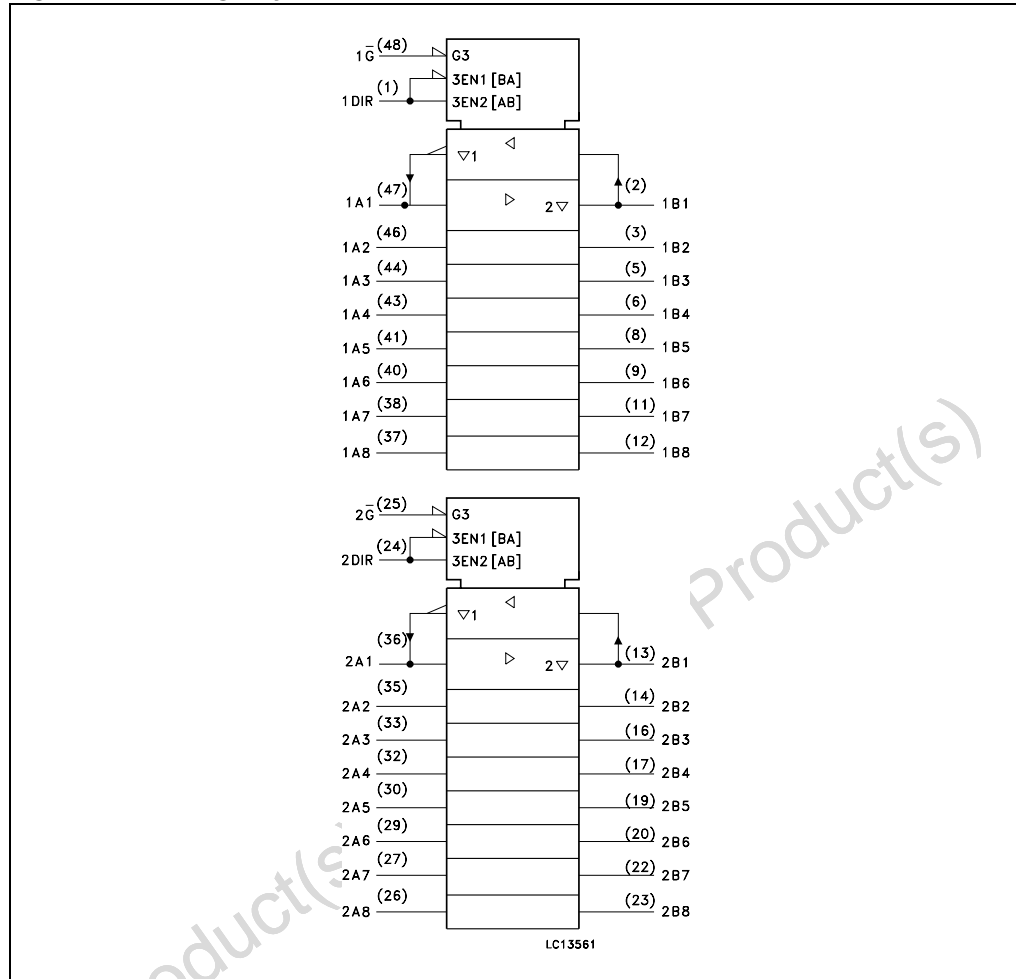 1G̅ (48) G3
3EN1 [BA]
1DIR (1) 3EN2 [AB]
▽1 ◁
1A1 (47) ▷ 2▽ (2) 1B1
1A2 (46) (3) 1B2
1A3 (44) (5) 1B3
1A4 (43) (6) 1B4
1A5 (41) (8) 1B5
1A6 (40) (9) 1B6
1A7 (38) (11) 1B7
1A8 (37) (12) 1B8
2G̅ (25) G3
3EN1 [BA]
2DIR (24) 3EN2 [AB]
▽1 ◁
2A1 (36) ▷ 2▽ (13) 2B1
2A2 (35) (14) 2B2
2A3 (33) (16) 2B3
2A4 (32) (17) 2B4
2A5 (30) (19) 2B5
2A6 (29) (20) 2B6
2A7 (27) (22) 2B7
2A8 (26) (23) 2B8
LC13561
Product(s)